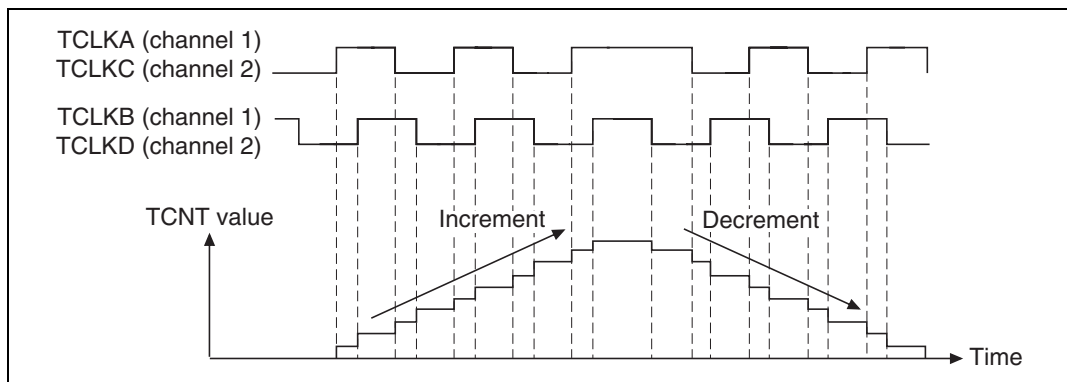 TCLKA (channel 1)
TCLKC (channel 2)
TCLKB (channel 1)
TCLKD (channel 2)
TCNT value
Increment
Decrement
Time